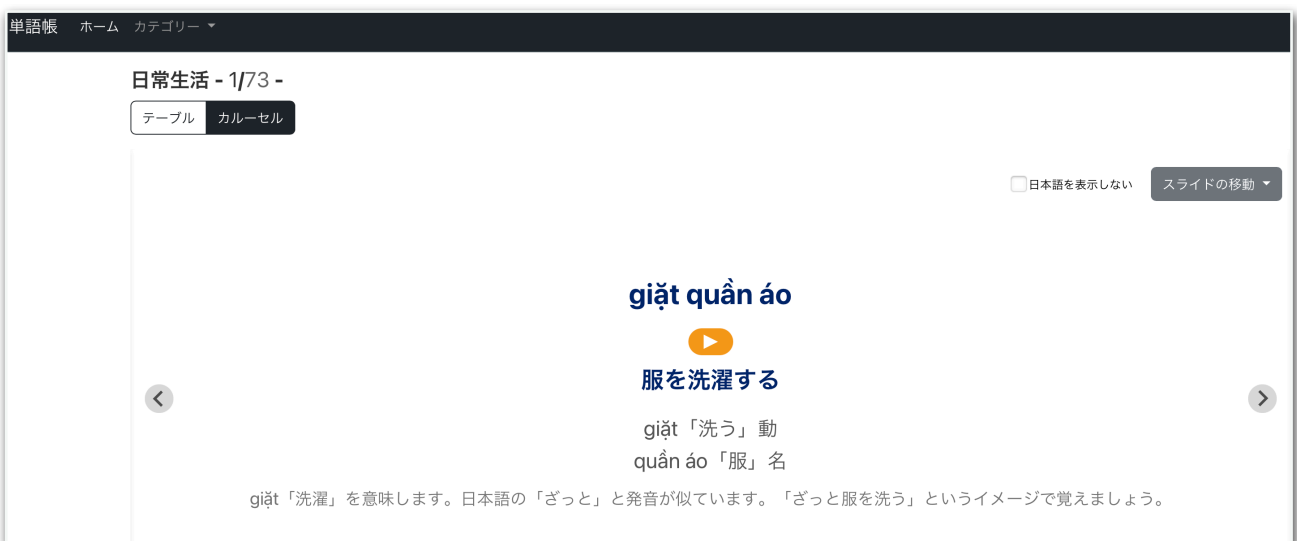 単語帳 ホーム カテゴリー
日常生活 - 1/73 -
テーブル カルーセル
日本語を表示しない スライドの移動
giặt quần áo
服を洗濯する
giặt「洗う」動
quần áo「服」名
giặt「洗濯」を意味します。日本語の「ざっと」と発音が似ています。「ざっと服を洗う」というイメージで覚えましょう。